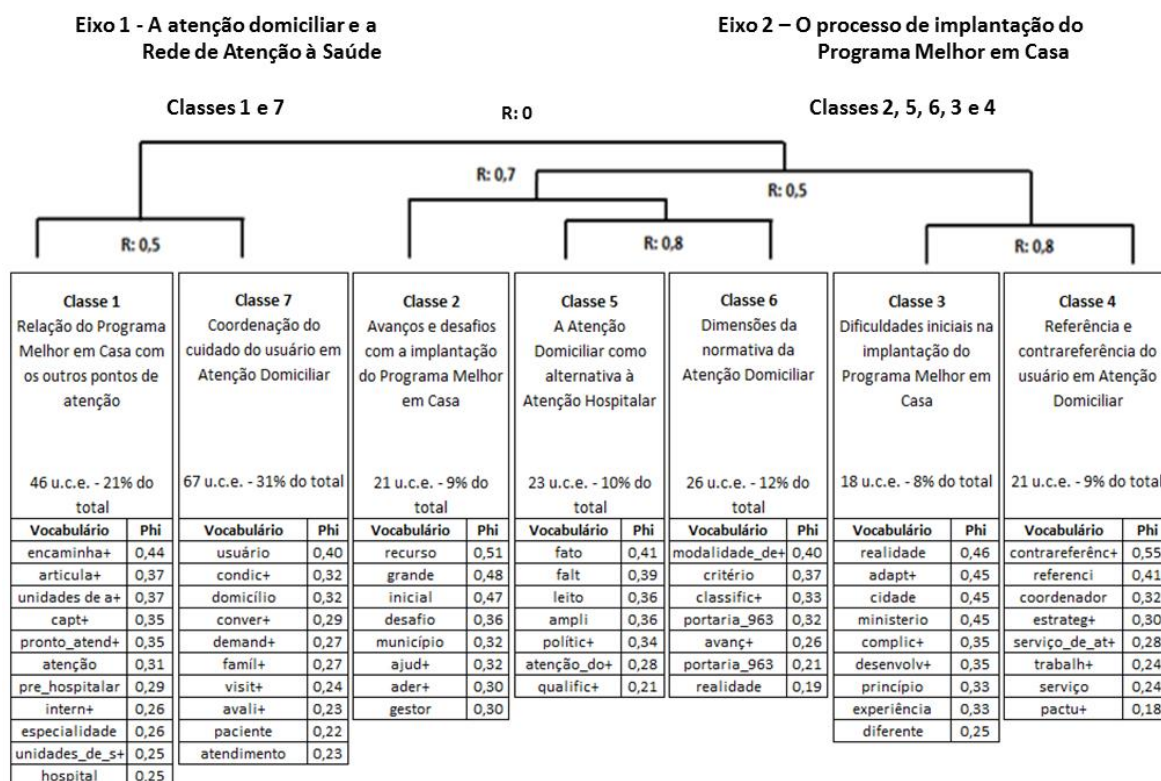 Eixo 1 - A atenção domiciliar e a
Rede de Atenção à Saúde
Eixo 2 – O processo de implantação do
Programa Melhor em Casa
Classes 1 e 7
R: 0
Classes 2, 5, 6, 3 e 4
R: 0,7
R: 0,5
R: 0,5
R: 0,8
R: 0,8
Classe 1
Relação do Programa
Melhor em Casa com
os outros pontos de
atenção
46 u.c.e. - 21% do
total
Vocabulário Phi
encaminha+ 0,44
articula+ 0,37
unidades de a+ 0,37
capt+ 0,35
pronto_atend+ 0,35
atenção 0,31
pre_hospitalar 0,29
intern+ 0,26
especialidade 0,26
unidades_de_s+ 0,25
hospital 0,25
Classe 7
Coordenação do
cuidado do usuário em
Atenção Domiciliar
67 u.c.e. - 31% do total
Vocabulário Phi
usuário 0,40
condic+ 0,32
domicílio 0,32
conver+ 0,29
demand+ 0,27
famíl+ 0,27
visit+ 0,24
avali+ 0,23
paciente 0,22
atendimento 0,23
Classe 2
Avanços e desafios
com a implantação
do Programa Melhor
em Casa
21 u.c.e. - 9% do
total
Vocabulário Phi
recurso 0,51
grande 0,48
inicial 0,47
desafio 0,36
município 0,32
ajud+ 0,32
ader+ 0,30
gestor 0,30
Classe 5
A Atenção
Domiciliar como
alternativa à
Atenção Hospitalar
23 u.c.e. - 10% do
total
Vocabulário Phi
fato 0,41
falt 0,39
leito 0,36
ampli 0,36
polític+ 0,34
atenção_do+ 0,28
qualific+ 0,21
Classe 6
Dimensões da
normativa da
Atenção Domiciliar
26 u.c.e. - 12% do
total
Vocabulário Phi
modalidade_de+ 0,40
critério 0,37
classific+ 0,33
portaria_963 0,32
avanç+ 0,26
portaria_963 0,21
realidade 0,19
Classe 3
Dificuldades iniciais na
implantação do
Programa Melhor em
Casa
18 u.c.e. - 8% do total
Vocabulário Phi
realidade 0,46
adapt+ 0,45
cidade 0,45
ministerio 0,45
complic+ 0,35
desenvolv+ 0,35
princípio 0,33
experiência 0,33
diferente 0,25
Classe 4
Referência e
contrareferência do
usuário em Atenção
Domiciliar
21 u.c.e. - 9% do total
Vocabulário Phi
contrareferênc+ 0,55
referenci 0,41
coordenador 0,32
estrateg+ 0,30
serviço_de_at+ 0,28
trabalh+ 0,24
serviço 0,24
pactu+ 0,18